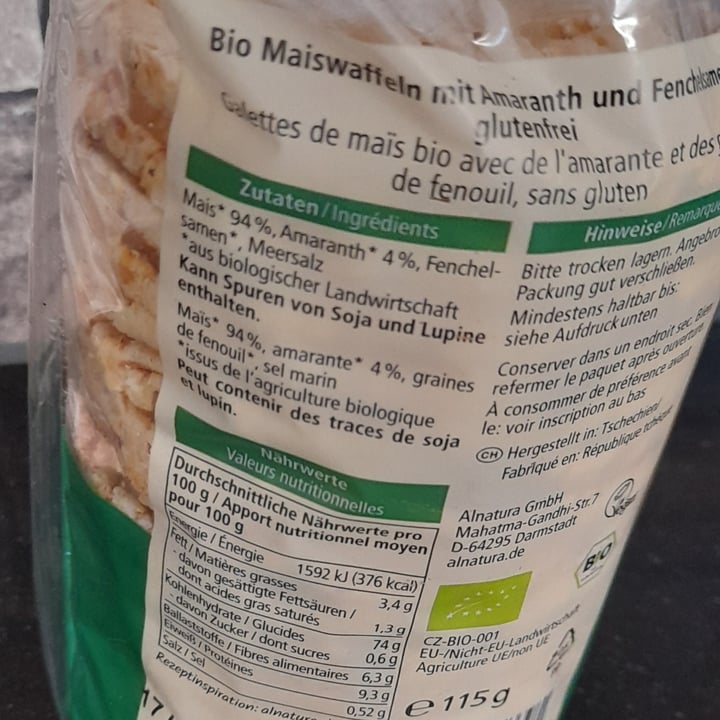 Bio Maiswaffeln mit Amaranth und
glutenfrei
Galettes de maïs bio avec de l'amarante et des
de fenouil, sans gluten
Zutaten/Ingrédients
Mais* 94%, Amaranth* 4%, Fenchel-
samen*, Meersalz
*aus biologischer Landwirtschaft
Kann Spuren von Soja und Lupine
enthalten.
Maïs* 94%, amarante* 4%, graines
de fenouil*, sel marin
*issus de l'agriculture biologique
Peut contenir des traces de soja
et lupin.
Hinweise/Remarque
Bitte trocken lagern. Angebro
Packung gut verschließen.
Mindestens haltbar bis:
siehe Aufdruck unten
Conserver dans un endroit sec. Bien
refermer le paquet après ouverture
À consommer de préférence avant
le: voir inscription au bas
CH Hergestellt in: Tschechien/
Fabriqué en: République tchèque
Nährwerte
Valeurs nutritionnelles
Durchschnittliche Nährwerte pro
100 g / Apport nutritionnel moyen
pour 100 g
Energie / Énergie 1592 kJ (376 kcal)
Fett / Matières grasses 3,4 g
- davon gesättigte Fettsäuren /
dont acides gras saturés 1,3 g
Kohlenhydrate / Glucides 74 g
- davon Zucker / dont sucres 0,6 g
Ballaststoffe / Fibres alimentaires 6,3 g
Eiweiß / Protéines 9,3 g
Salz / Sel 0,52 g
Rezeptinspiration: alnatur
17
Alnatura GmbH
Mahatma-Gandhi-Str. 7
D-64295 Darmstadt
alnatura.de
BIO
CZ-BIO-001
EU-/Nicht-EU-Landwirtschaft
Agriculture UE/non UE
e 115 g